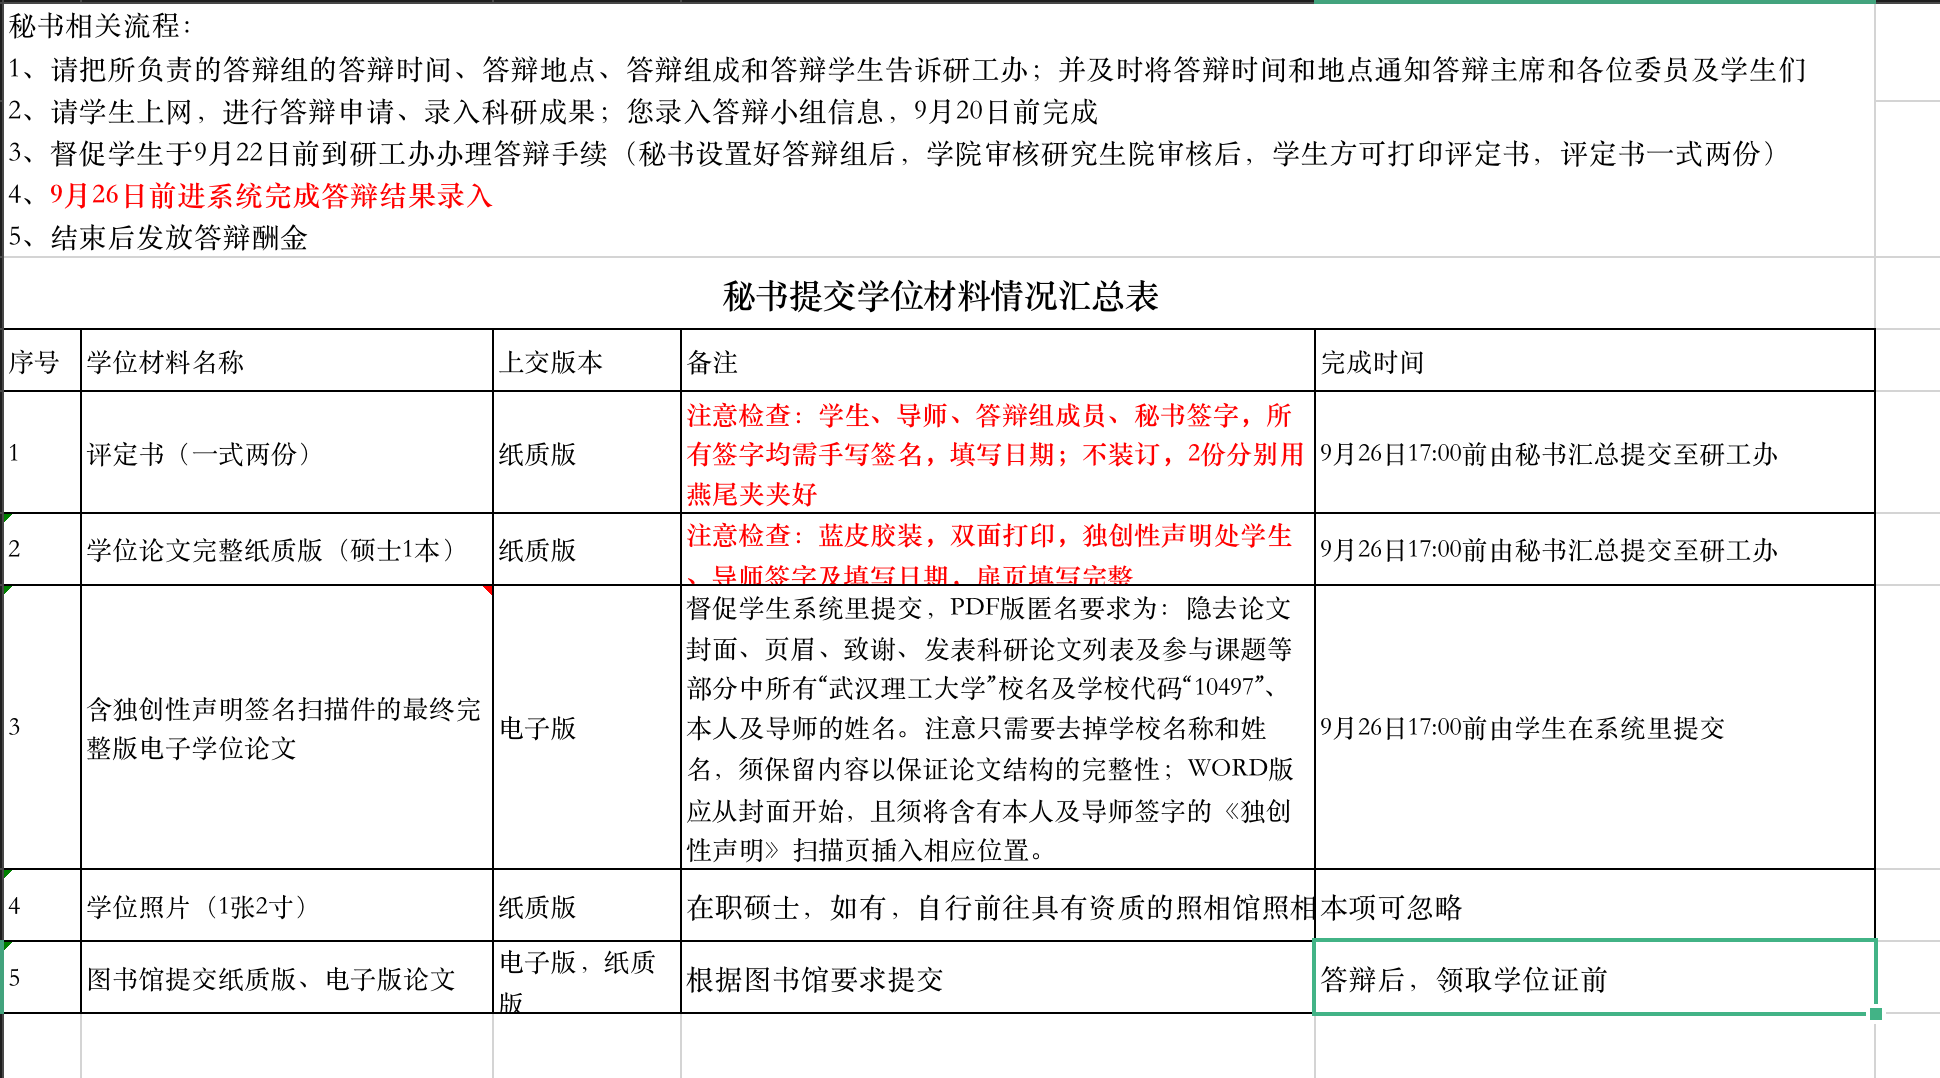 秘书相关流程：
1、请把所负责的答辩组的答辩时间、答辩地点、答辩组成和答辩学生告诉研工办；并及时将答辩时间和地点通知答辩主席和各位委员及学生们
2、请学生上网，进行答辩申请、录入科研成果；您录入答辩小组信息，9月20日前完成
3、督促学生于9月22日前到研工办办理答辩手续（秘书设置好答辩组后，学院审核研究生院审核后，学生方可打印评定书，评定书一式两份）
4、9月26日前进系统完成答辩结果录入
5、结束后发放答辩酬金
秘书提交学位材料情况汇总表
序号 学位材料名称 上交版本 备注 完成时间
1 评定书（一式两份） 纸质版
注意检查：学生、导师、答辩组成员、秘书签字，所
有签字均需手写签名，填写日期；不装订，2份分别用
燕尾夹夹好
9月26日17:00前由秘书汇总提交至研工办
2 学位论文完整纸质版（硕士1本） 纸质版
注意检查：蓝皮胶装，双面打印，独创性声明处学生
、导师签字及填写日期，扉页填写完整
9月26日17:00前由秘书汇总提交至研工办
3
含独创性声明签名扫描件的最终完
整版电子学位论文
电子版
督促学生系统里提交，PDF版匿名要求为：隐去论文
封面、页眉、致谢、发表科研论文列表及参与课题等
部分中所有“武汉理工大学”校名及学校代码“10497”、
本人及导师的姓名。注意只需要去掉学校名称和姓
名，须保留内容以保证论文结构的完整性；WORD版
应从封面开始，且须将含有本人及导师签字的《独创
性声明》扫描页插入相应位置。
9月26日17:00前由学生在系统里提交
4 学位照片（1张2寸） 纸质版 在职硕士，如有，自行前往具有资质的照相馆照相 本项可忽略
5 图书馆提交纸质版、电子版论文
电子版，纸质
版
根据图书馆要求提交
答辩后，领取学位证前